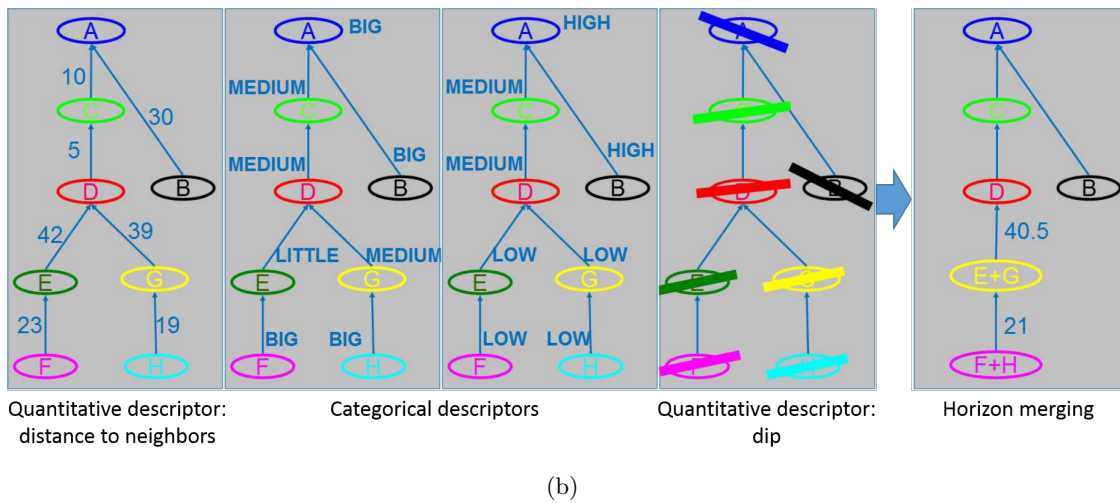 A
10
C
30
5
D
B
42
39
E
G
23
19
F
H
A
BIG
MEDIUM
C
MEDIUM
BIG
D
B
LITTLE
MEDIUM
E
G
BIG
BIG
F
H
A
HIGH
MEDIUM
C
MEDIUM
HIGH
D
B
LOW
LOW
E
G
LOW
LOW
F
H
A
C
D
B
E
G
F
H
A
C
D
B
40.5
E+G
21
F+H
Quantitative descriptor:
distance to neighbors
Categorical descriptors
Quantitative descriptor:
dip
Horizon merging
(b)